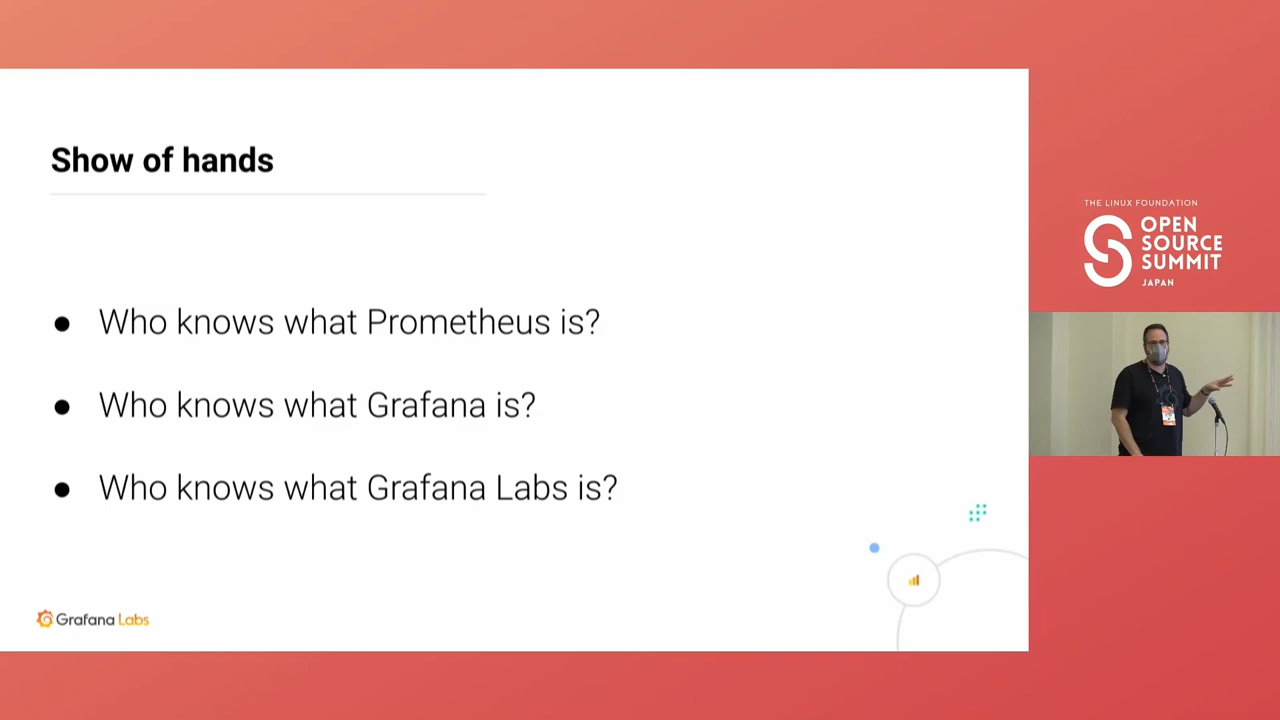 Show of hands
● Who knows what Prometheus is?
● Who knows what Grafana is?
● Who knows what Grafana Labs is?
Grafana Labs
THE LINUX FOUNDATION
OPEN
SOURCE
SUMMIT
JAPAN